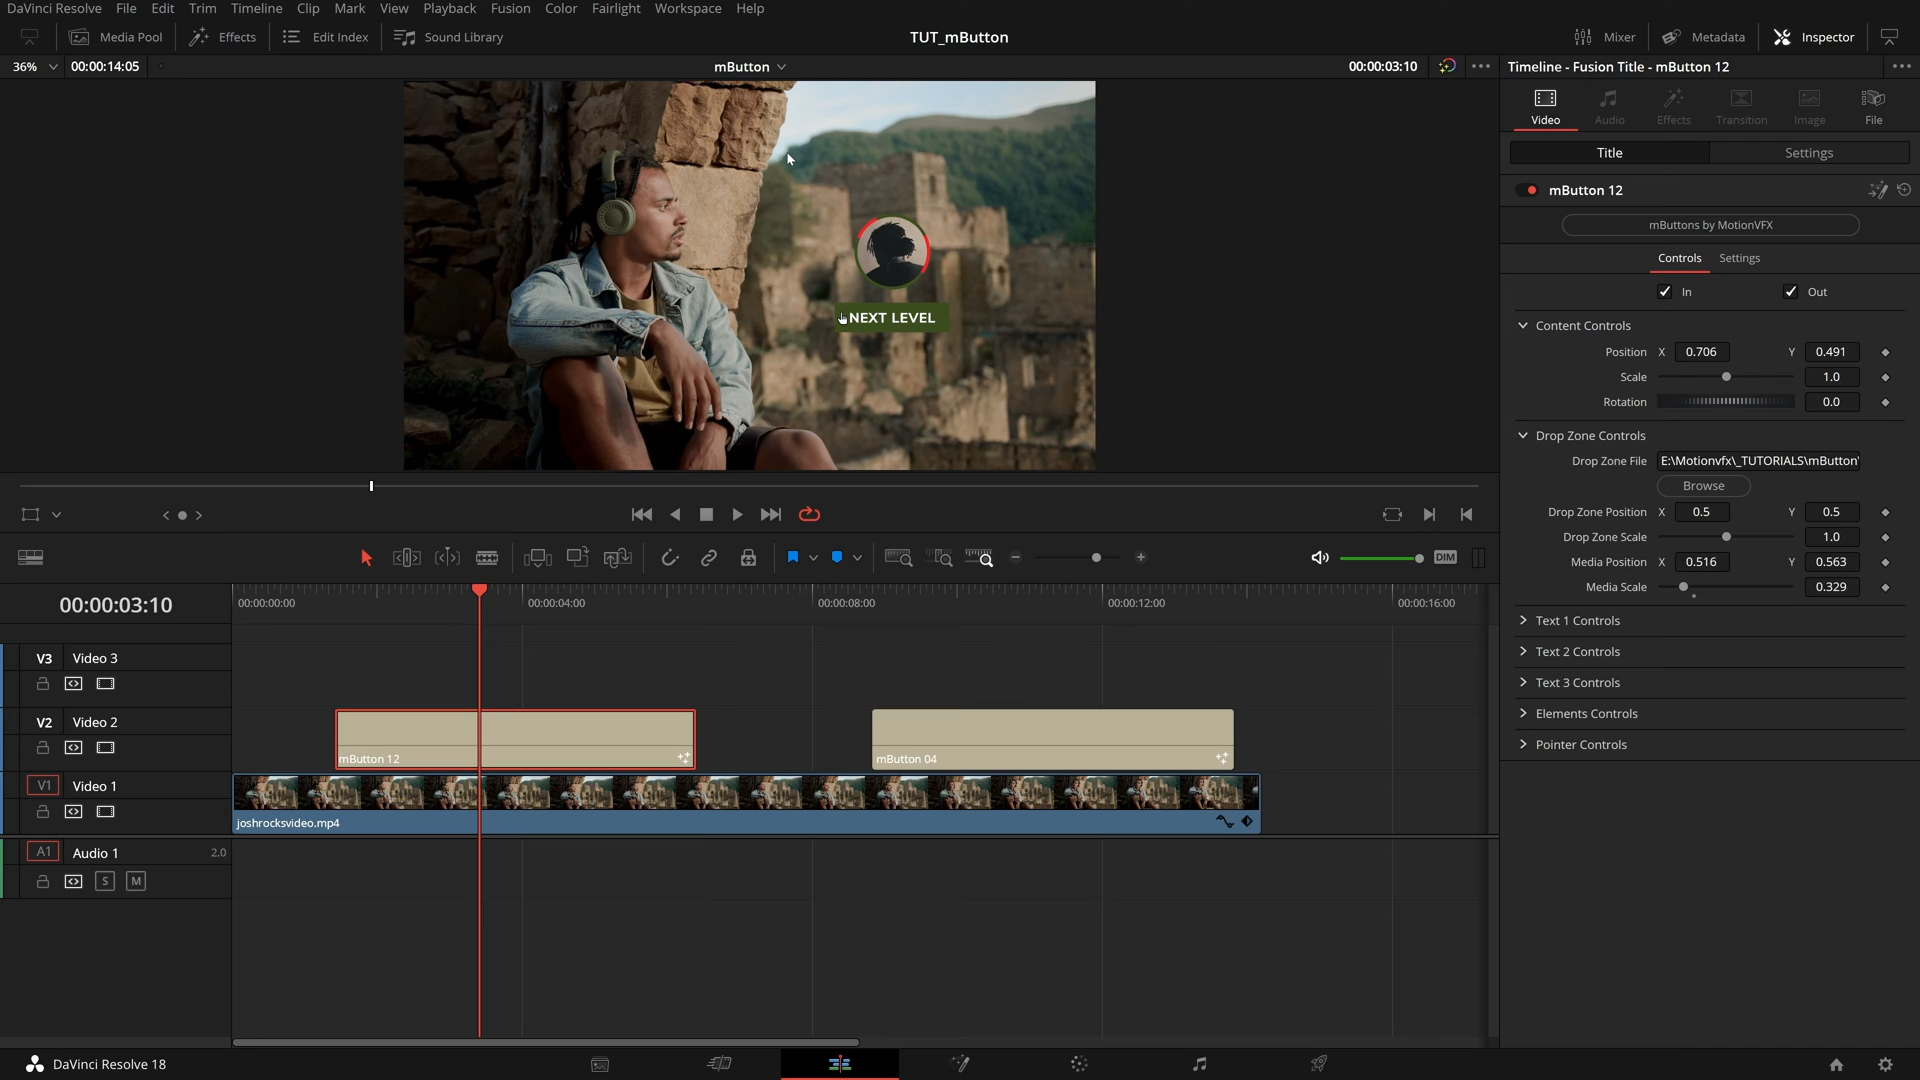 DaVinci Resolve File Edit Trim Timeline Clip Mark View Playback Fusion Color Fairlight Workspace Help
Media Pool Effects Edit Index Sound Library TUT_mButton Mixer Metadata Inspector
36% 00:00:14:05 mButton 00:00:03:10 Timeline - Fusion Title - mButton 12
Video Audio Effects Transition Image File
Title Settings
mButton 12
mButtons by MotionVFX
Controls Settings
In Out
Content Controls
Position X 0.706 Y 0.491
Scale 1.0
Rotation 0.0
Drop Zone Controls
Drop Zone File E:\Motionvfx\_TUTORIALS\mButton\
Browse
Drop Zone Position X 0.5 Y 0.5
Drop Zone Scale 1.0
Media Position X 0.516 Y 0.563
Media Scale 0.329
Text 1 Controls
Text 2 Controls
Text 3 Controls
Elements Controls
Pointer Controls
NEXT LEVEL
DIM
00:00:03:10
00:00:00:00 00:00:04:00 00:00:08:00 00:00:12:00 00:00:16:00
V3 Video 3
V2 Video 2
mButton 12 mButton 04
V1 Video 1
joshrocksvideo.mp4
A1 Audio 1 2.0
S M
DaVinci Resolve 18